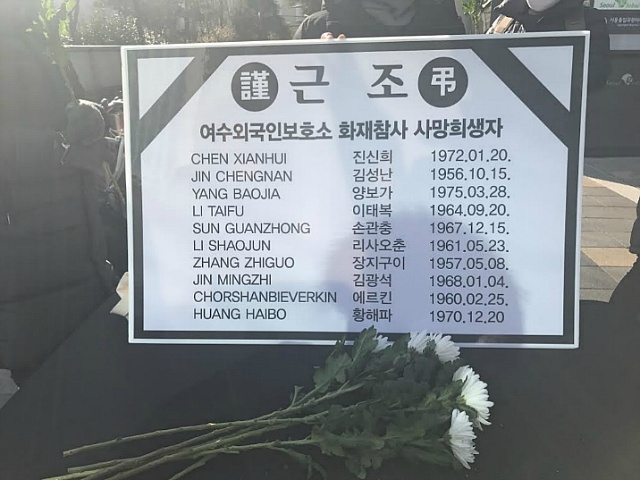 Seoul
謹 근 조 弔
여수외국인보호소 화재참사 사망희생자
CHEN XIANHUI 진신희 1972.01.20.
JIN CHENGNAN 김성난 1956.10.15.
YANG BAOJIA 양보가 1975.03.28.
LI TAIFU 이태복 1964.09.20.
SUN GUANZHONG 손관충 1967.12.15.
LI SHAOJUN 리사오춘 1961.05.23.
ZHANG ZHIGUO 장지구이 1957.05.08.
JIN MINGZHI 김광석 1968.01.04.
CHORSHANBIEVERKIN 에르킨 1960.02.25.
HUANG HAIBO 황해파 1970.12.20